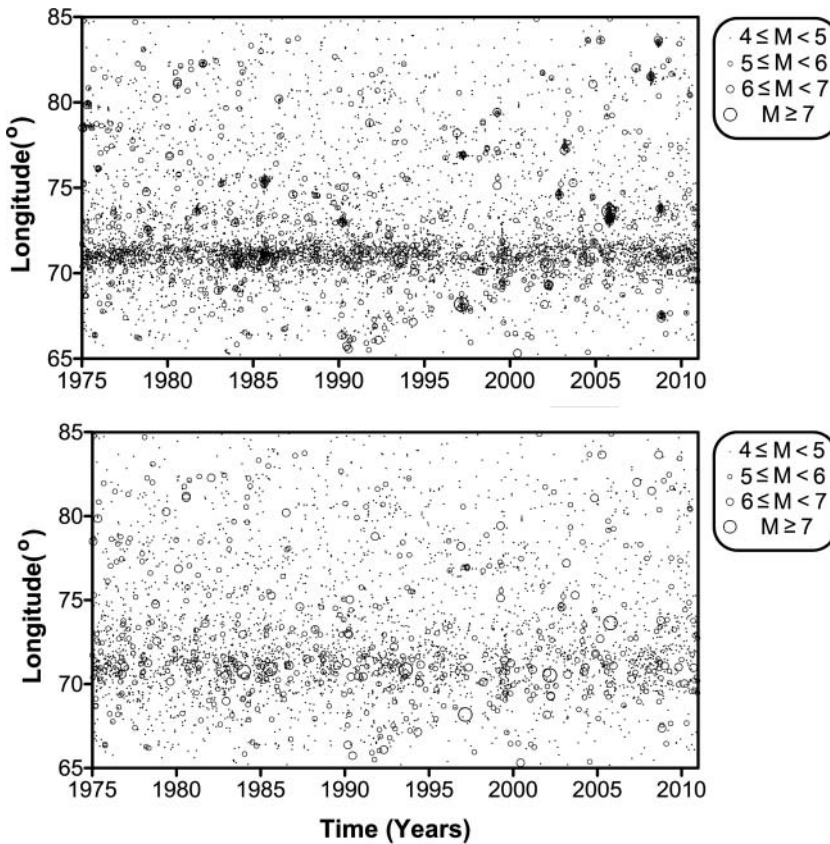 85
80
75
70
65
Longitude(°)
1975 1980 1985 1990 1995 2000 2005 2010
4 ≤ M < 5
5 ≤ M < 6
6 ≤ M < 7
M ≥ 7
85
80
75
70
65
Longitude(°)
1975 1980 1985 1990 1995 2000 2005 2010
Time (Years)
4 ≤ M < 5
5 ≤ M < 6
6 ≤ M < 7
M ≥ 7